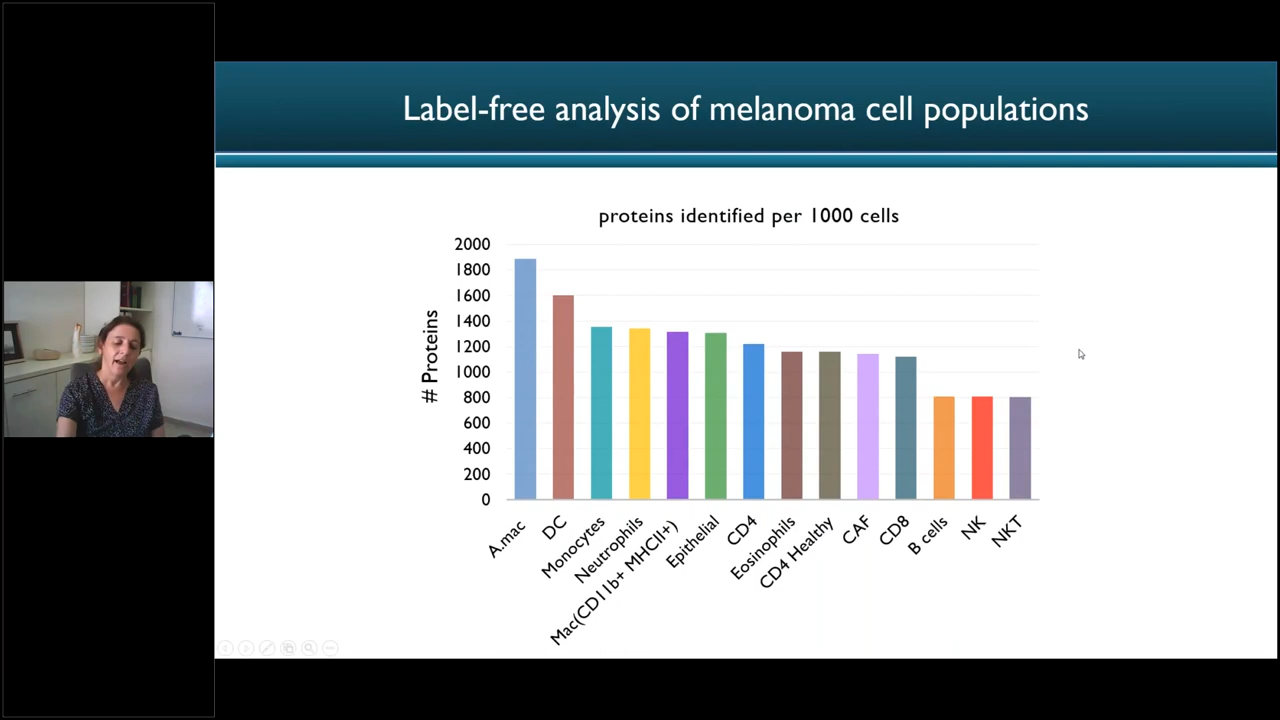 Label-free analysis of melanoma cell populations
proteins identified per 1000 cells
# Proteins
2000
1800
1600
1400
1200
1000
800
600
400
200
0
A.mac
DC
Monocytes
Neutrophils
Mac(CD11b+ MHCII+)
Epithelial
CD4
Eosinophils
CD4 Healthy
CAF
CD8
B cells
NK
NKT